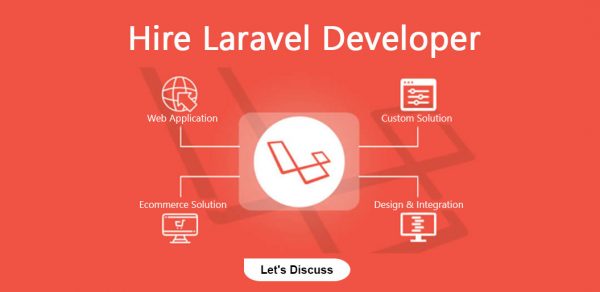 Hire Laravel Developer
Web Application
Custom Solution
Ecommerce Solution
Design & Integration
Let's Discuss